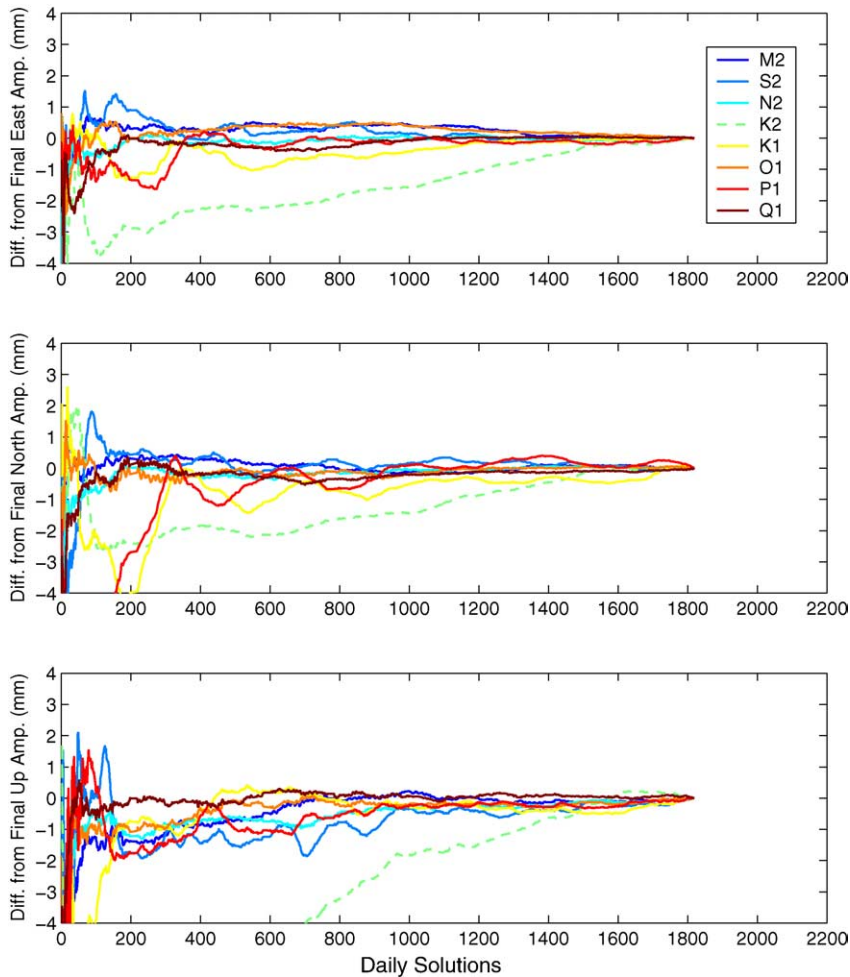 Diff. from Final East Amp. (mm)
4
3
2
1
0
−1
−2
−3
−4
0 200 400 600 800 1000 1200 1400 1600 1800 2000 2200
M2
S2
N2
K2
K1
O1
P1
Q1
Diff. from Final North Amp. (mm)
4
3
2
1
0
−1
−2
−3
−4
0 200 400 600 800 1000 1200 1400 1600 1800 2000 2200
Diff. from Final Up Amp. (mm)
4
3
2
1
0
−1
−2
−3
−4
0 200 400 600 800 1000 1200 1400 1600 1800 2000 2200
Daily Solutions